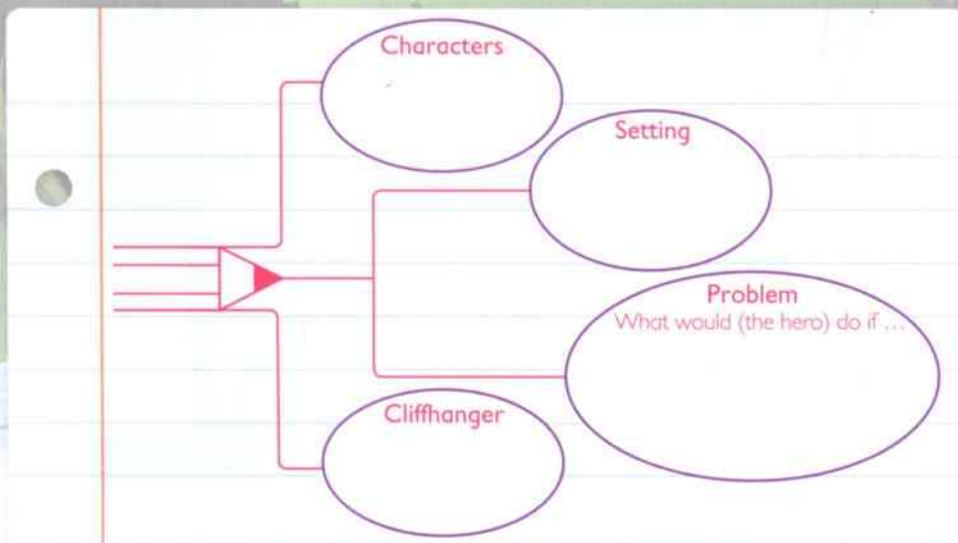 Characters
Setting
Problem
What would (the hero) do if ...
Cliffhanger